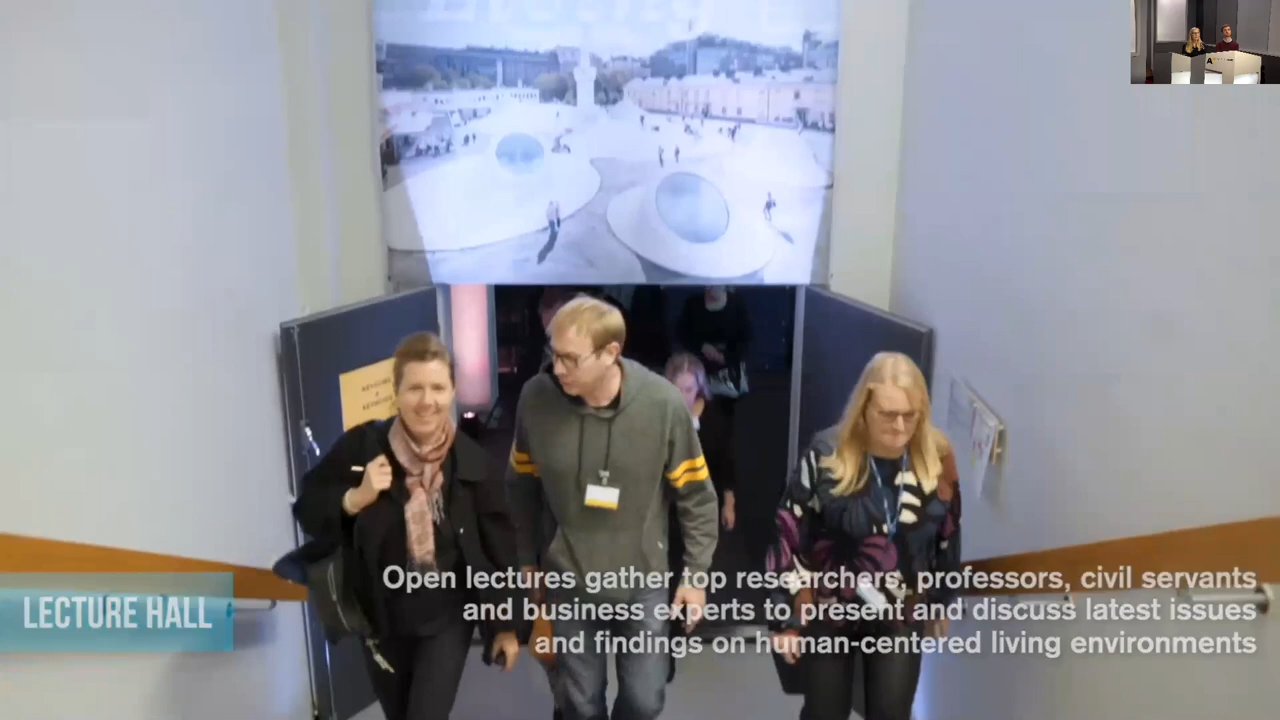 LECTURE HALL
Open lectures gather top researchers, professors, civil servants
and business experts to present and discuss latest issues
and findings on human-centered living environments